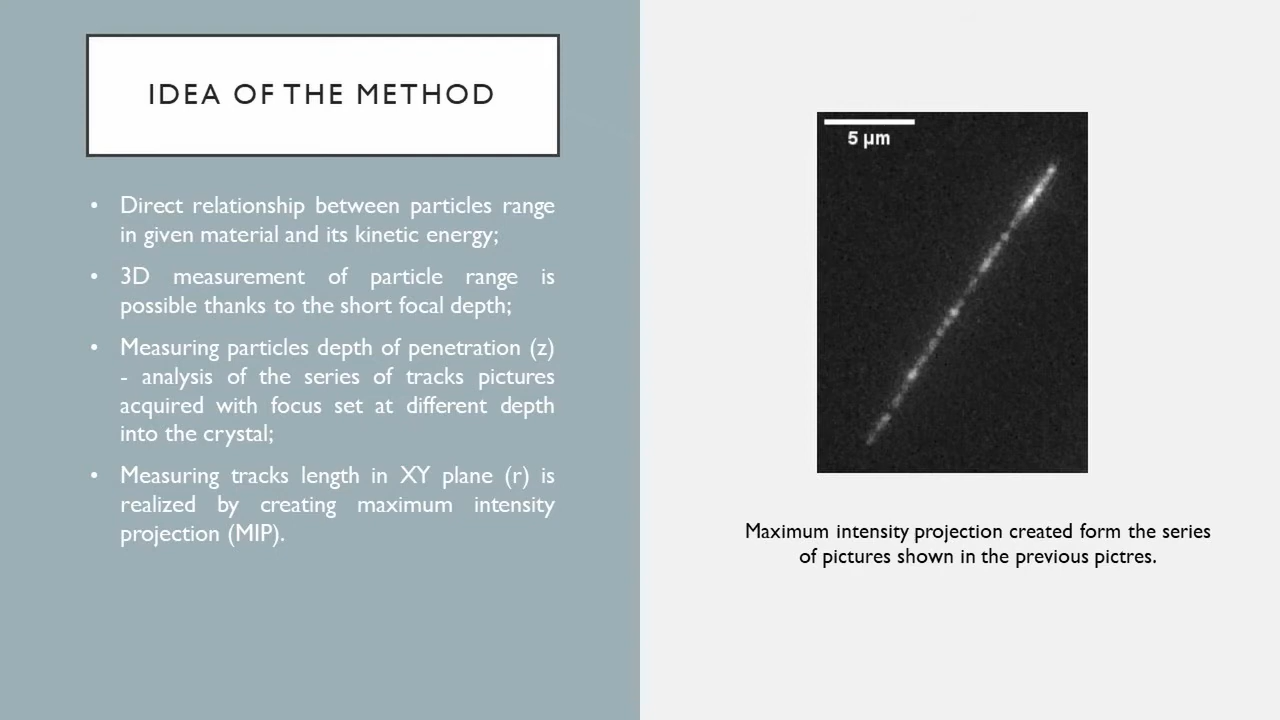 IDEA OF THE METHOD
• Direct relationship between particles range
in given material and its kinetic energy;
• 3D measurement of particle range is
possible thanks to the short focal depth;
• Measuring particles depth of penetration (z)
- analysis of the series of tracks pictures
acquired with focus set at different depth
into the crystal;
• Measuring tracks length in XY plane (r) is
realized by creating maximum intensity
projection (MIP).
5 µm
Maximum intensity projection created form the series
of pictures shown in the previous pictres.